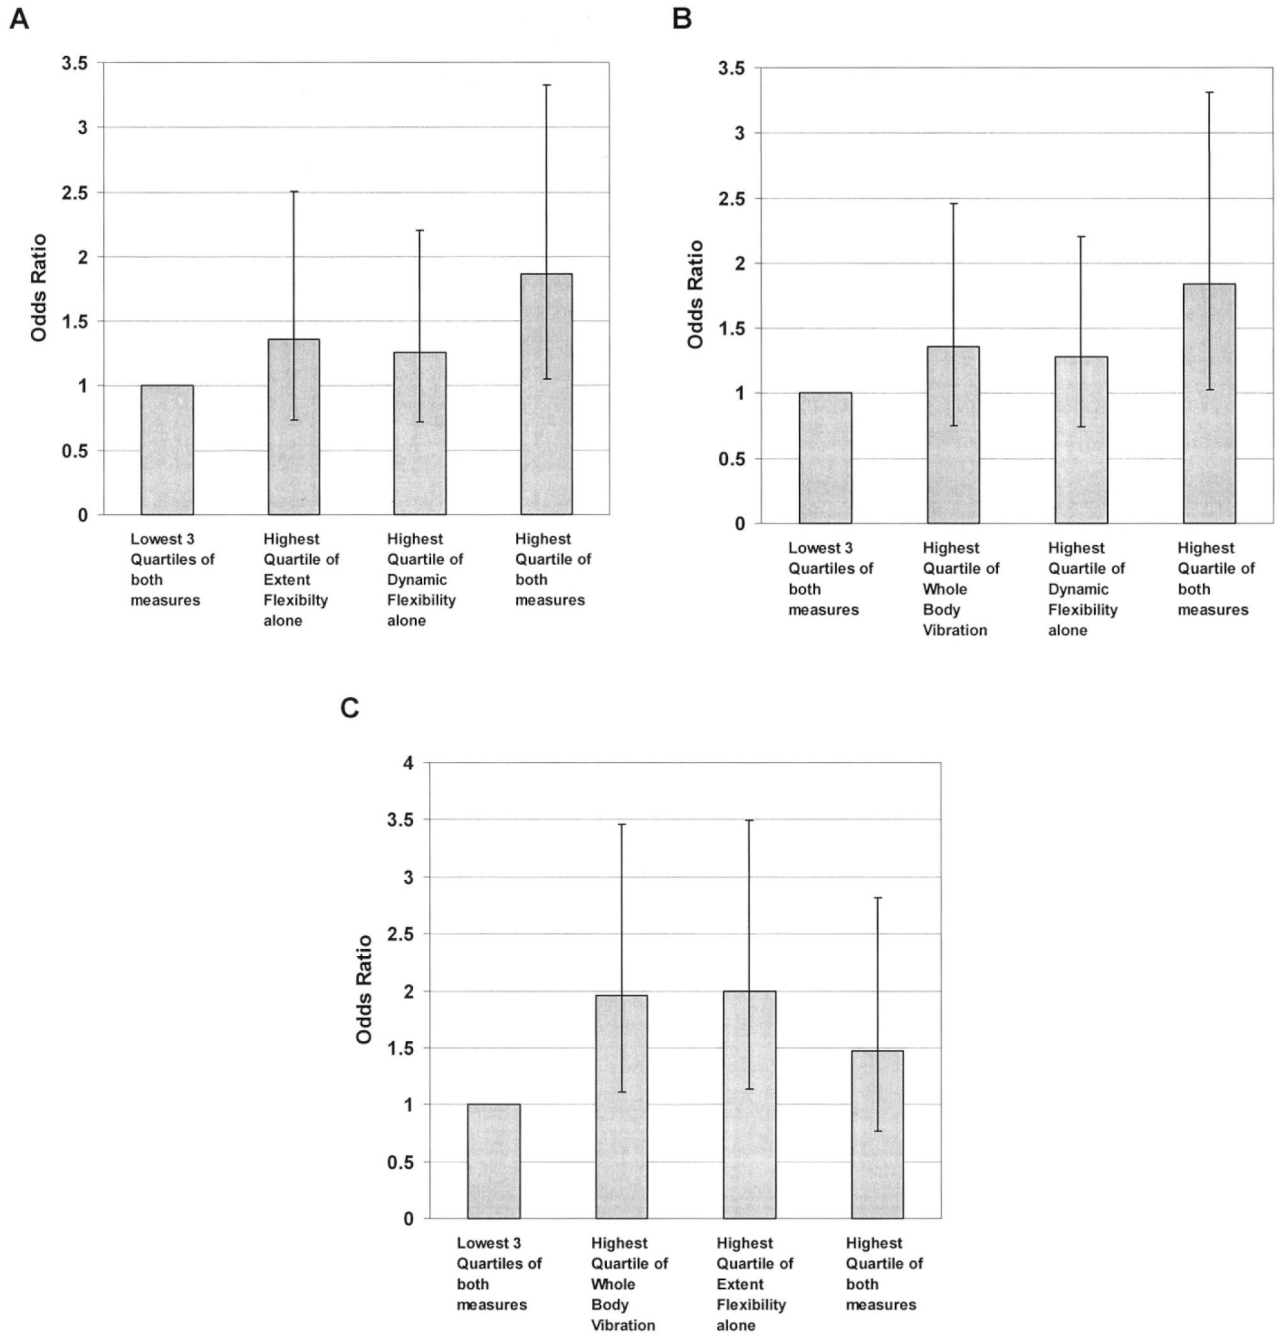 A
3.5
3
2.5
2
1.5
1
0.5
0
Odds Ratio
Lowest 3
Quartiles of
both
measures
Highest
Quartile of
Extent
Flexibilty
alone
Highest
Quartile of
Dynamic
Flexibility
alone
Highest
Quartile of
both
measures
B
3.5
3
2.5
2
1.5
1
0.5
0
Odds Ratio
Lowest 3
Quartiles of
both
measures
Highest
Quartile of
Whole
Body
Vibration
Highest
Quartile of
Dynamic
Flexibility
alone
Highest
Quartile of
both
measures
C
4
3.5
3
2.5
2
1.5
1
0.5
0
Odds Ratio
Lowest 3
Quartiles of
both
measures
Highest
Quartile of
Whole
Body
Vibration
Highest
Quartile of
Extent
Flexibility
alone
Highest
Quartile of
both
measures